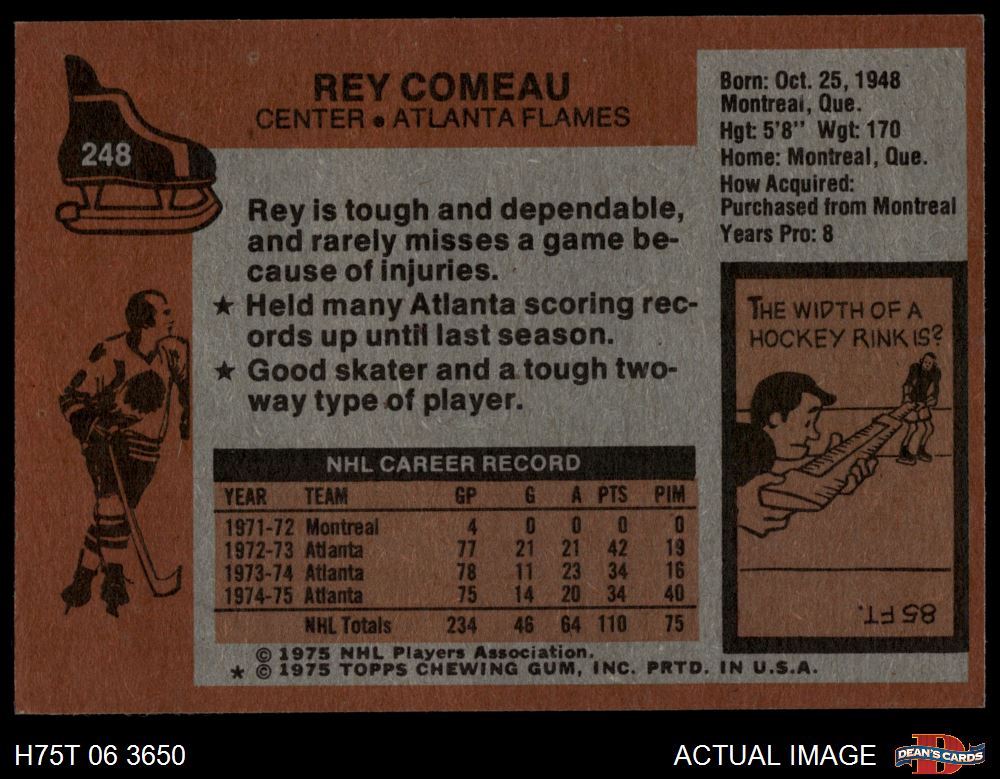 248
REY COMEAU
CENTER • ATLANTA FLAMES
Born: Oct. 25, 1948
Montreal, Que.
Hgt: 5'8" Wgt: 170
Home: Montreal, Que.
How Acquired:
Purchased from Montreal
Years Pro: 8
Rey is tough and dependable,
and rarely misses a game be-
cause of injuries.
★ Held many Atlanta scoring rec-
ords up until last season.
★ Good skater and a tough two-
way type of player.
THE WIDTH OF A
HOCKEY RINK IS?
85 FT.
NHL CAREER RECORD
YEAR TEAM GP G A PTS PIM
1971-72 Montreal 4 0 0 0 0
1972-73 Atlanta 77 21 21 42 19
1973-74 Atlanta 78 11 23 34 16
1974-75 Atlanta 75 14 20 34 40
NHL Totals 234 46 64 110 75
© 1975 NHL Players Association.
★ © 1975 TOPPS CHEWING GUM, INC. PRTD. IN U.S.A.
H75T 06 3650
ACTUAL IMAGE
DEAN'S CARDS